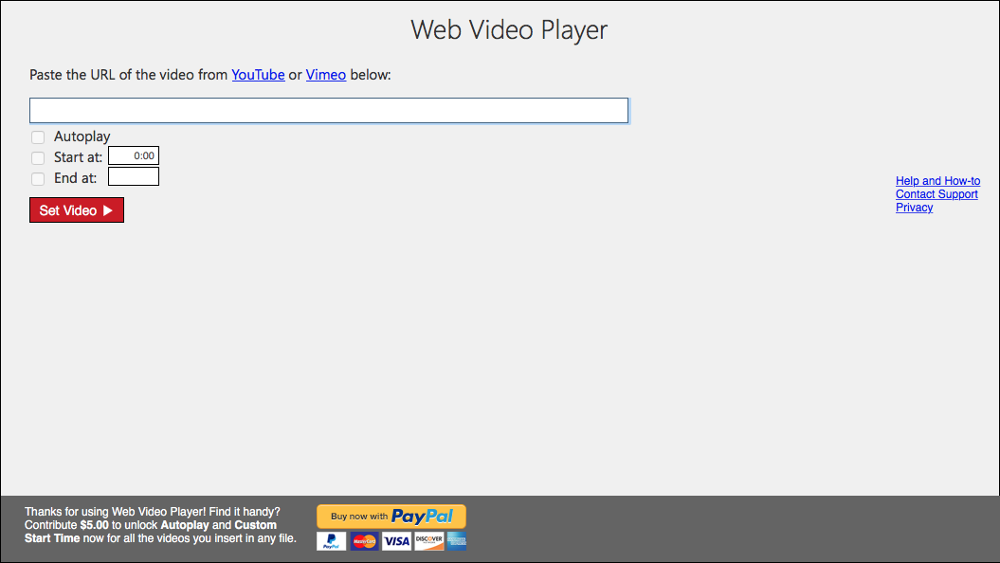 Web Video Player
Paste the URL of the video from YouTube or Vimeo below:
Autoplay
Start at: 0:00
End at:
Set Video
Help and How-to
Contact Support
Privacy
Thanks for using Web Video Player! Find it handy?
Contribute $5.00 to unlock Autoplay and Custom
Start Time now for all the videos you insert in any file.
Buy now with PayPal
PayPal MasterCard VISA DISCOVER